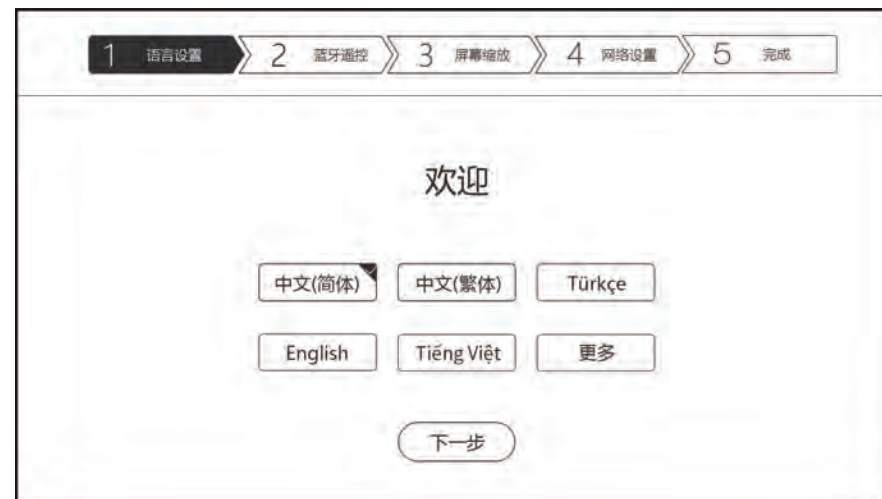 1 语言设置 2 蓝牙遥控 3 屏幕缩放 4 网络设置 5 完成
欢迎
中文(简体) 中文(繁体) Türkçe
English Tiếng Việt 更多
下一步